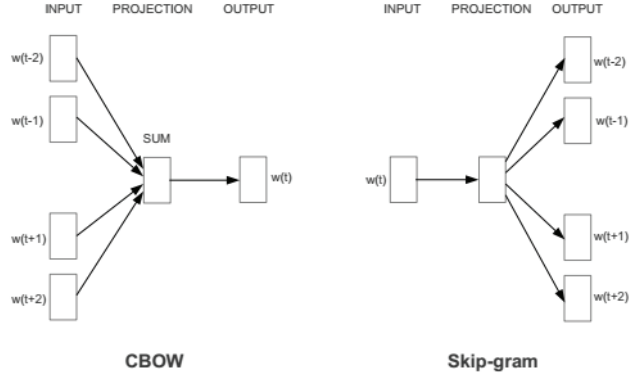 INPUT PROJECTION OUTPUT
w(t-2)
w(t-1)
SUM
w(t)
w(t+1)
w(t+2)
CBOW
INPUT PROJECTION OUTPUT
w(t-2)
w(t-1)
w(t)
w(t+1)
w(t+2)
Skip-gram